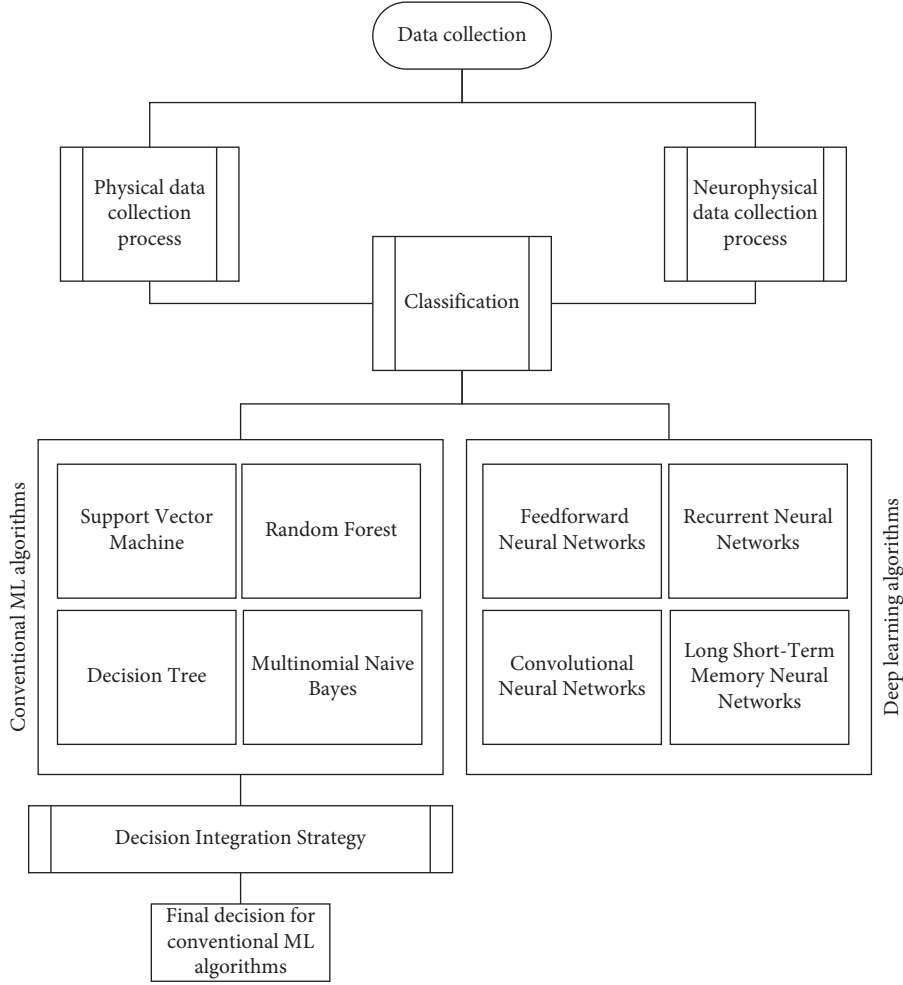 Data collection
Physical data
collection
process
Neurophysical
data collection
process
Classification
Conventional ML algorithms
Support Vector
Machine
Random Forest
Decision Tree
Multinomial Naive
Bayes
Feedforward
Neural Networks
Recurrent Neural
Networks
Convolutional
Neural Networks
Long Short-Term
Memory Neural
Networks
Deep learning algorithms
Decision Integration Strategy
Final decision for
conventional ML
algorithms